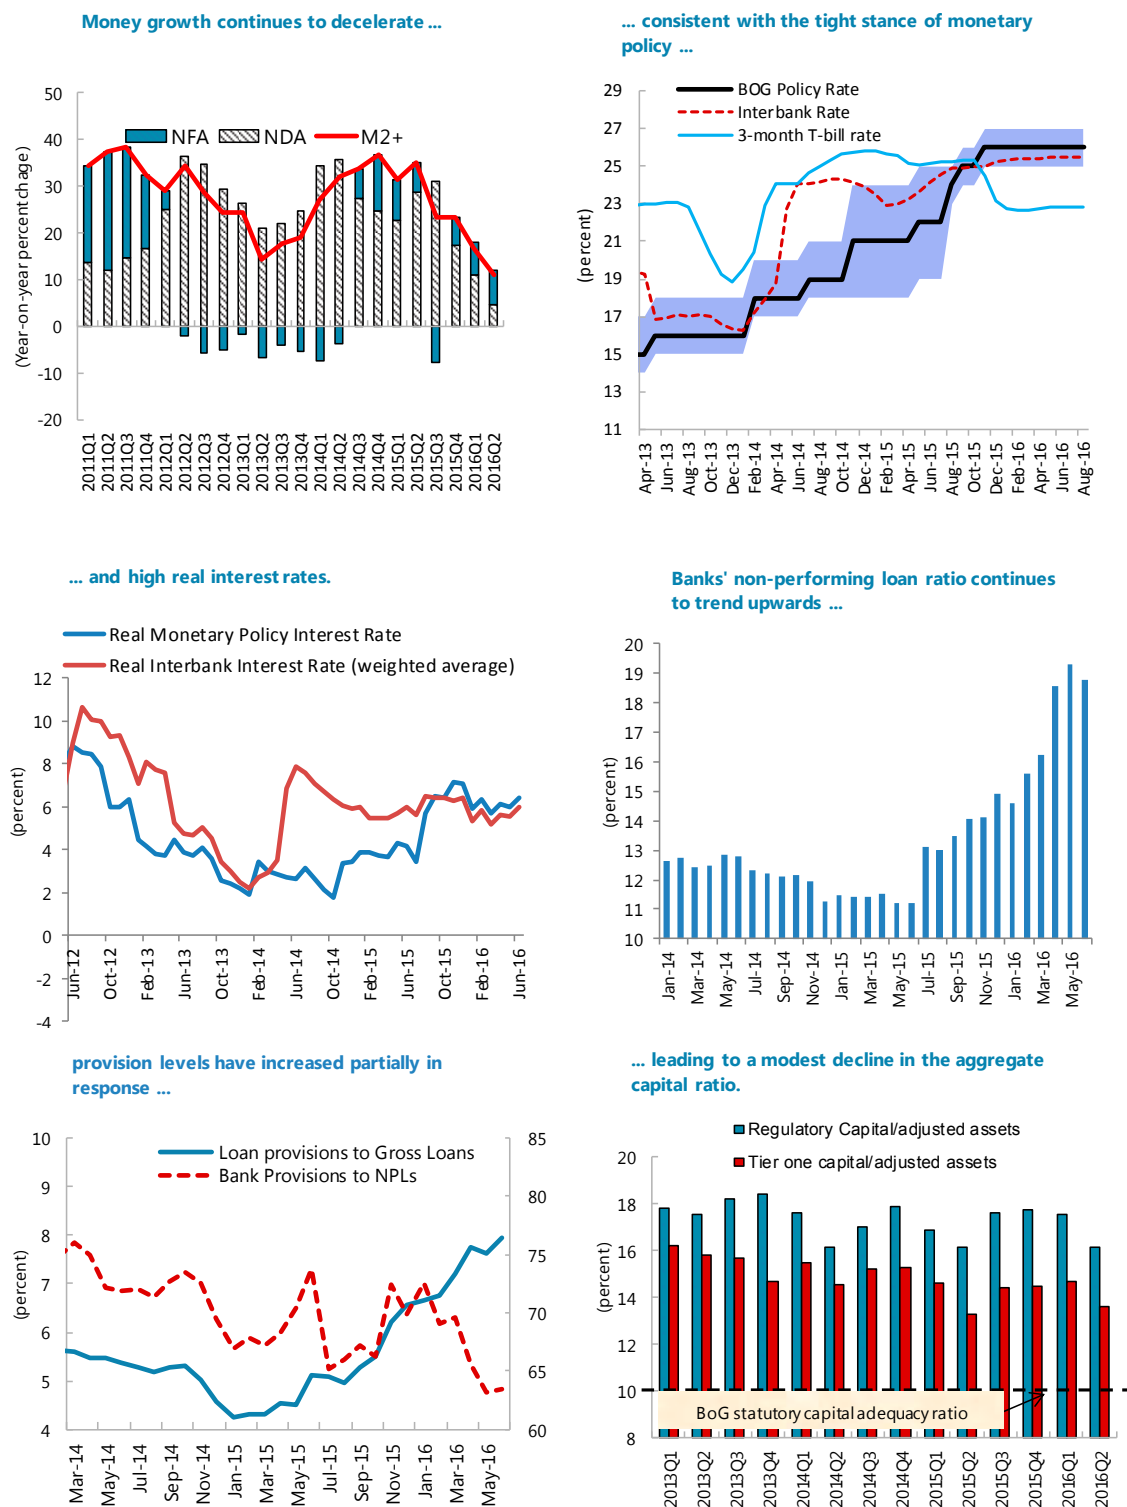 Money growth continues to decelerate ...
50
40
30
20
10
0
-10
-20
(Year-on-year percent chage)
NFA NDA M2+
2011Q1
2011Q2
2011Q3
2011Q4
2012Q1
2012Q2
2012Q3
2012Q4
2013Q1
2013Q2
2013Q3
2013Q4
2014Q1
2014Q2
2014Q3
2014Q4
2015Q1
2015Q2
2015Q3
2015Q4
2016Q1
2016Q2
... consistent with the tight stance of monetary
policy ...
29
27
25
23
21
19
17
15
13
11
(percent)
BOG Policy Rate
Interbank Rate
3-month T-bill rate
Apr-13
Jun-13
Aug-13
Oct-13
Dec-13
Feb-14
Apr-14
Jun-14
Aug-14
Oct-14
Dec-14
Feb-15
Apr-15
Jun-15
Aug-15
Oct-15
Dec-15
Feb-16
Apr-16
Jun-16
Aug-16
... and high real interest rates.
Real Monetary Policy Interest Rate
Real Interbank Interest Rate (weighted average)
12
10
8
6
4
2
0
-2
-4
(percent)
Jun-12
Oct-12
Feb-13
Jun-13
Oct-13
Feb-14
Jun-14
Oct-14
Feb-15
Jun-15
Oct-15
Feb-16
Jun-16
Banks' non-performing loan ratio continues
to trend upwards ...
20
19
18
17
16
15
14
13
12
11
10
(percent)
Jan-14
Mar-14
May-14
Jul-14
Sep-14
Nov-14
Jan-15
Mar-15
May-15
Jul-15
Sep-15
Nov-15
Jan-16
Mar-16
May-16
provision levels have increased partially in
response ...
10
9
8
7
6
5
4
(percent)
Loan provisions to Gross Loans
Bank Provisions to NPLs
85
80
75
70
65
60
Mar-14
May-14
Jul-14
Sep-14
Nov-14
Jan-15
Mar-15
May-15
Jul-15
Sep-15
Nov-15
Jan-16
Mar-16
May-16
... leading to a modest decline in the aggregate
capital ratio.
Regulatory Capital/adjusted assets
Tier one capital/adjusted assets
20
18
16
14
12
10
8
(percent)
BoG statutory capital adequacy ratio
2013Q1
2013Q2
2013Q3
2013Q4
2014Q1
2014Q2
2014Q3
2014Q4
2015Q1
2015Q2
2015Q3
2015Q4
2016Q1
2016Q2